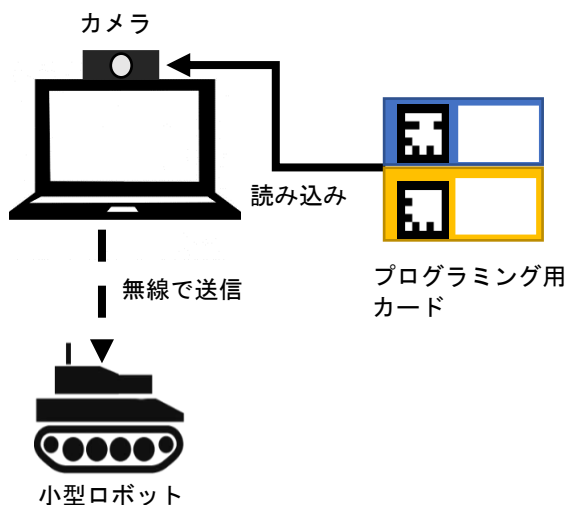 カメラ
読み込み
プログラミング用
カード
無線で送信
小型ロボット